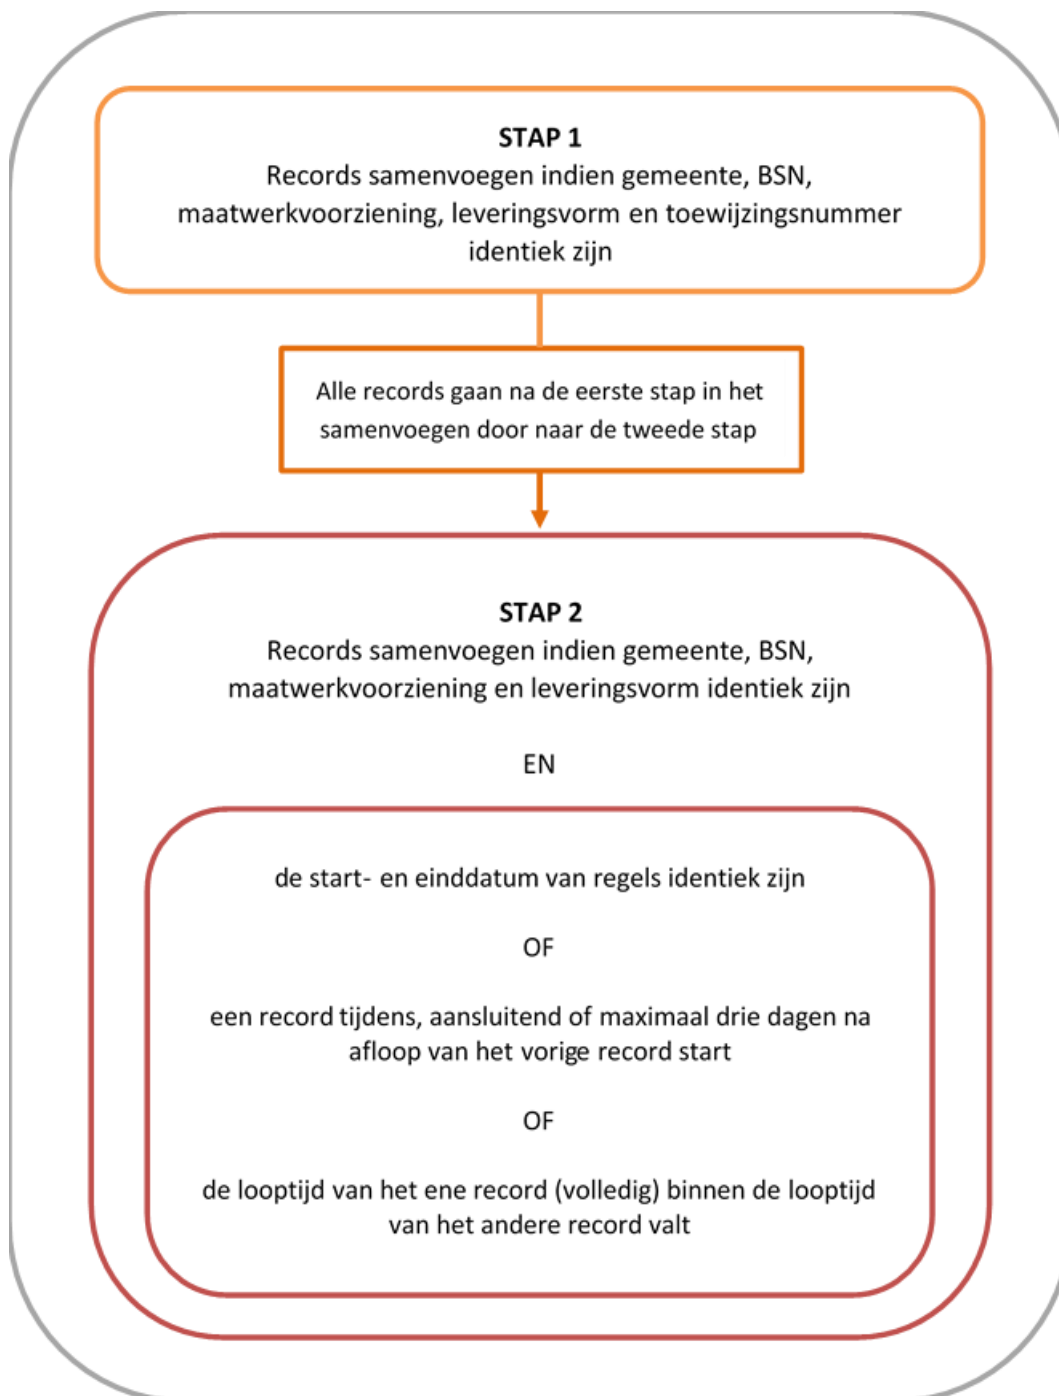 STAP 1
Records samenvoegen indien gemeente, BSN,
maatwerkvoorziening, leveringsvorm en toewijzingsnummer
identiek zijn
Alle records gaan na de eerste stap in het
samenvoegen door naar de tweede stap
STAP 2
Records samenvoegen indien gemeente, BSN,
maatwerkvoorziening en leveringsvorm identiek zijn
EN
de start- en einddatum van regels identiek zijn
OF
een record tijdens, aansluitend of maximaal drie dagen na
afloop van het vorige record start
OF
de looptijd van het ene record (volledig) binnen de looptijd
van het andere record valt